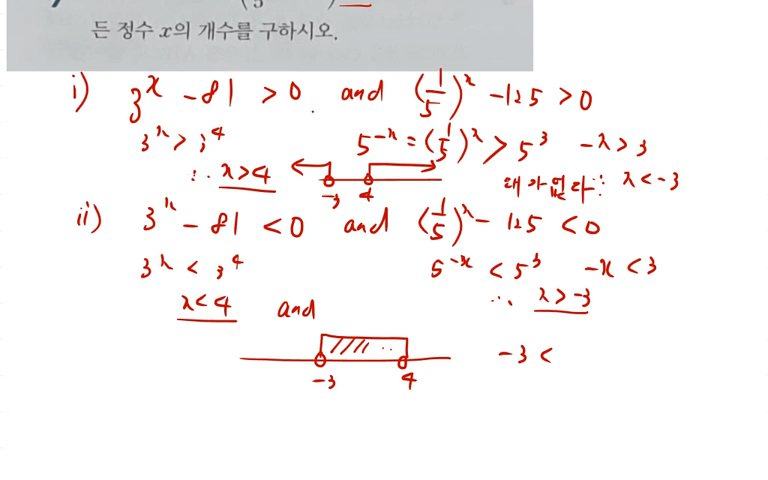 든 정수 x의 개수를 구하시오.
i) 3^x - 81 > 0 and (1/5)^x - 125 > 0
3^x > 3^4 5^-x = (1/5)^x > 5^3 -x > 3
∴ x > 4 -3 4 해가 없다 ∵ x < -3
ii) 3^x - 81 < 0 and (1/5)^x - 125 < 0
3^x < 3^4 5^-x < 5^3 -x < 3
x < 4 and ∴ x > -3
-3 4 -3 <